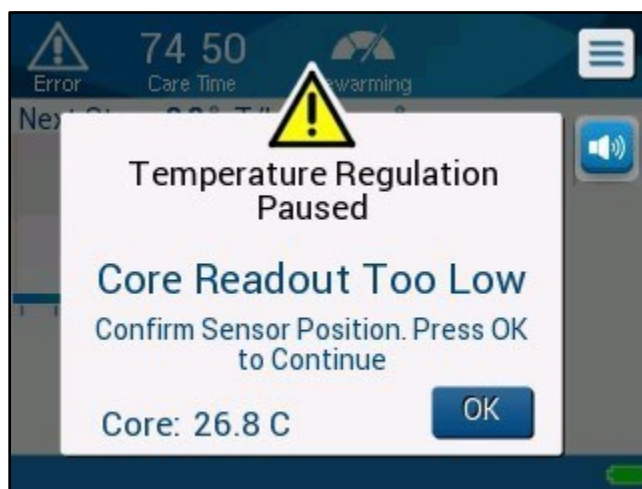 74 50
Error
Care Time
ewarming
Temperature Regulation
Paused
Core Readout Too Low
Confirm Sensor Position. Press OK
to Continue
Core: 26.8 C
OK